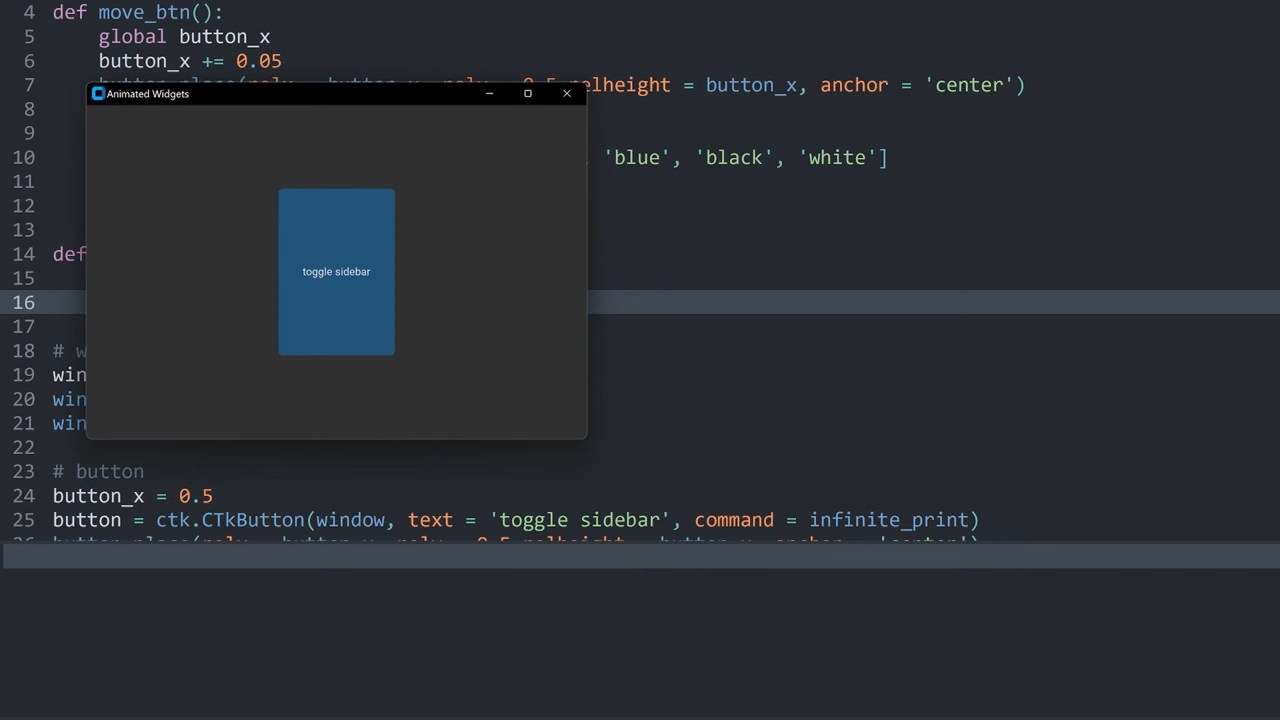 4 def move_btn():
5 global button_x
6 button_x += 0.05
7 relheight = button_x, anchor = 'center')
Animated Widgets
8
9
10 , 'blue', 'black', 'white']
11
12
13
14 def
toggle sidebar
15
16
17
18 # w
19 win
20 win
21 win
22
23 # button
24 button_x = 0.5
25 button = ctk.CTkButton(window, text = 'toggle sidebar', command = infinite_print)